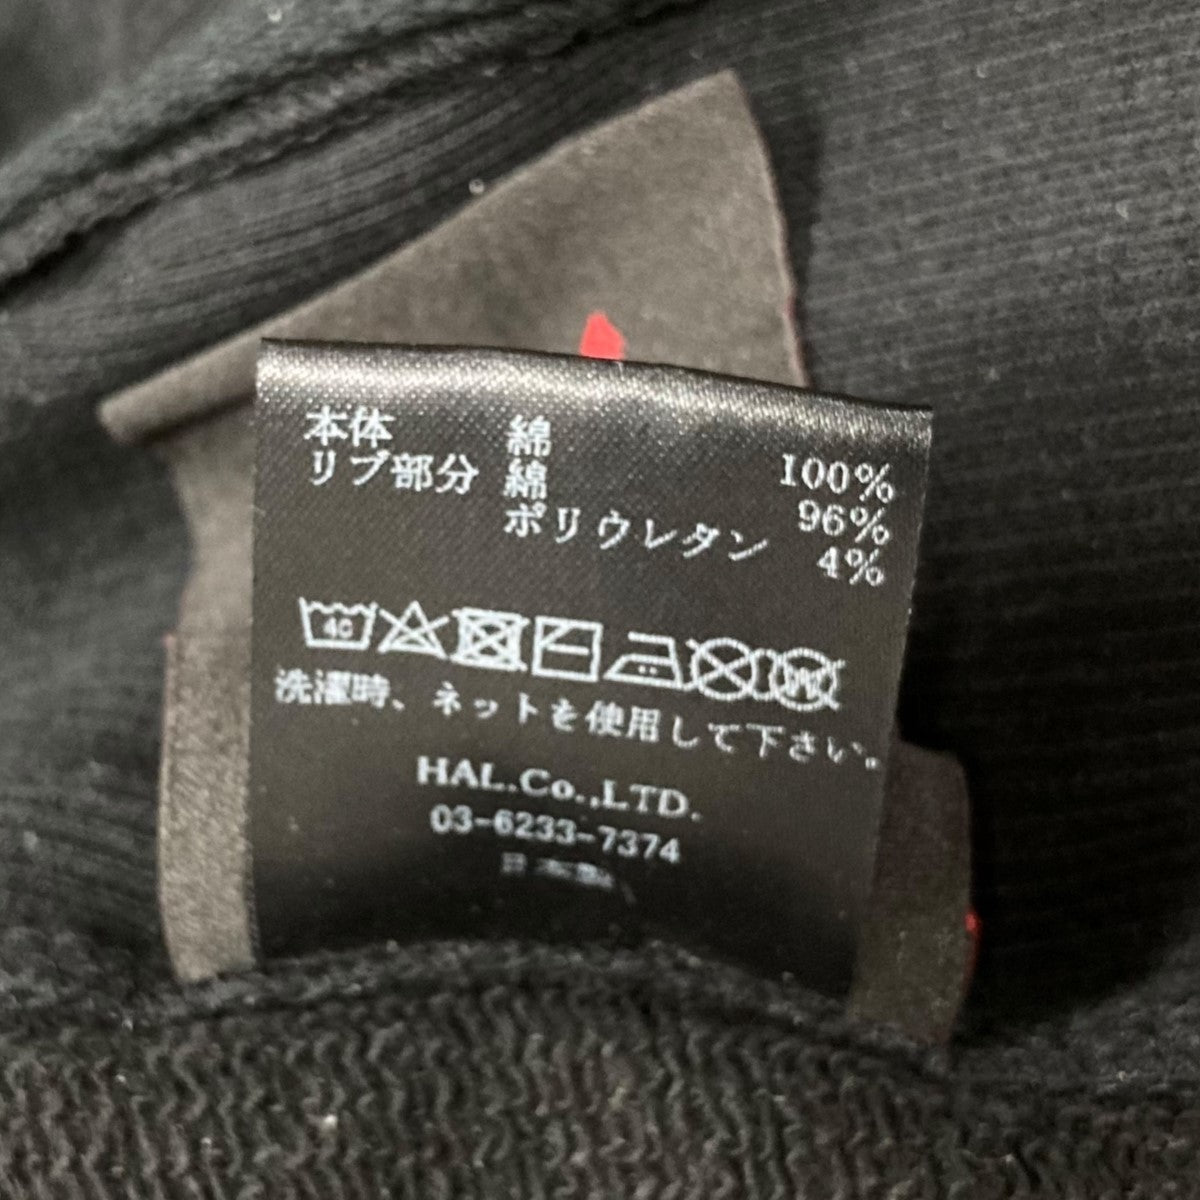 本体 綿 100%
リブ部分 綿 96%
ポリウレタン 4%
40
W
洗濯時、ネットを使用して下さい。
HAL.Co.,LTD.
03-6233-7374
日本製